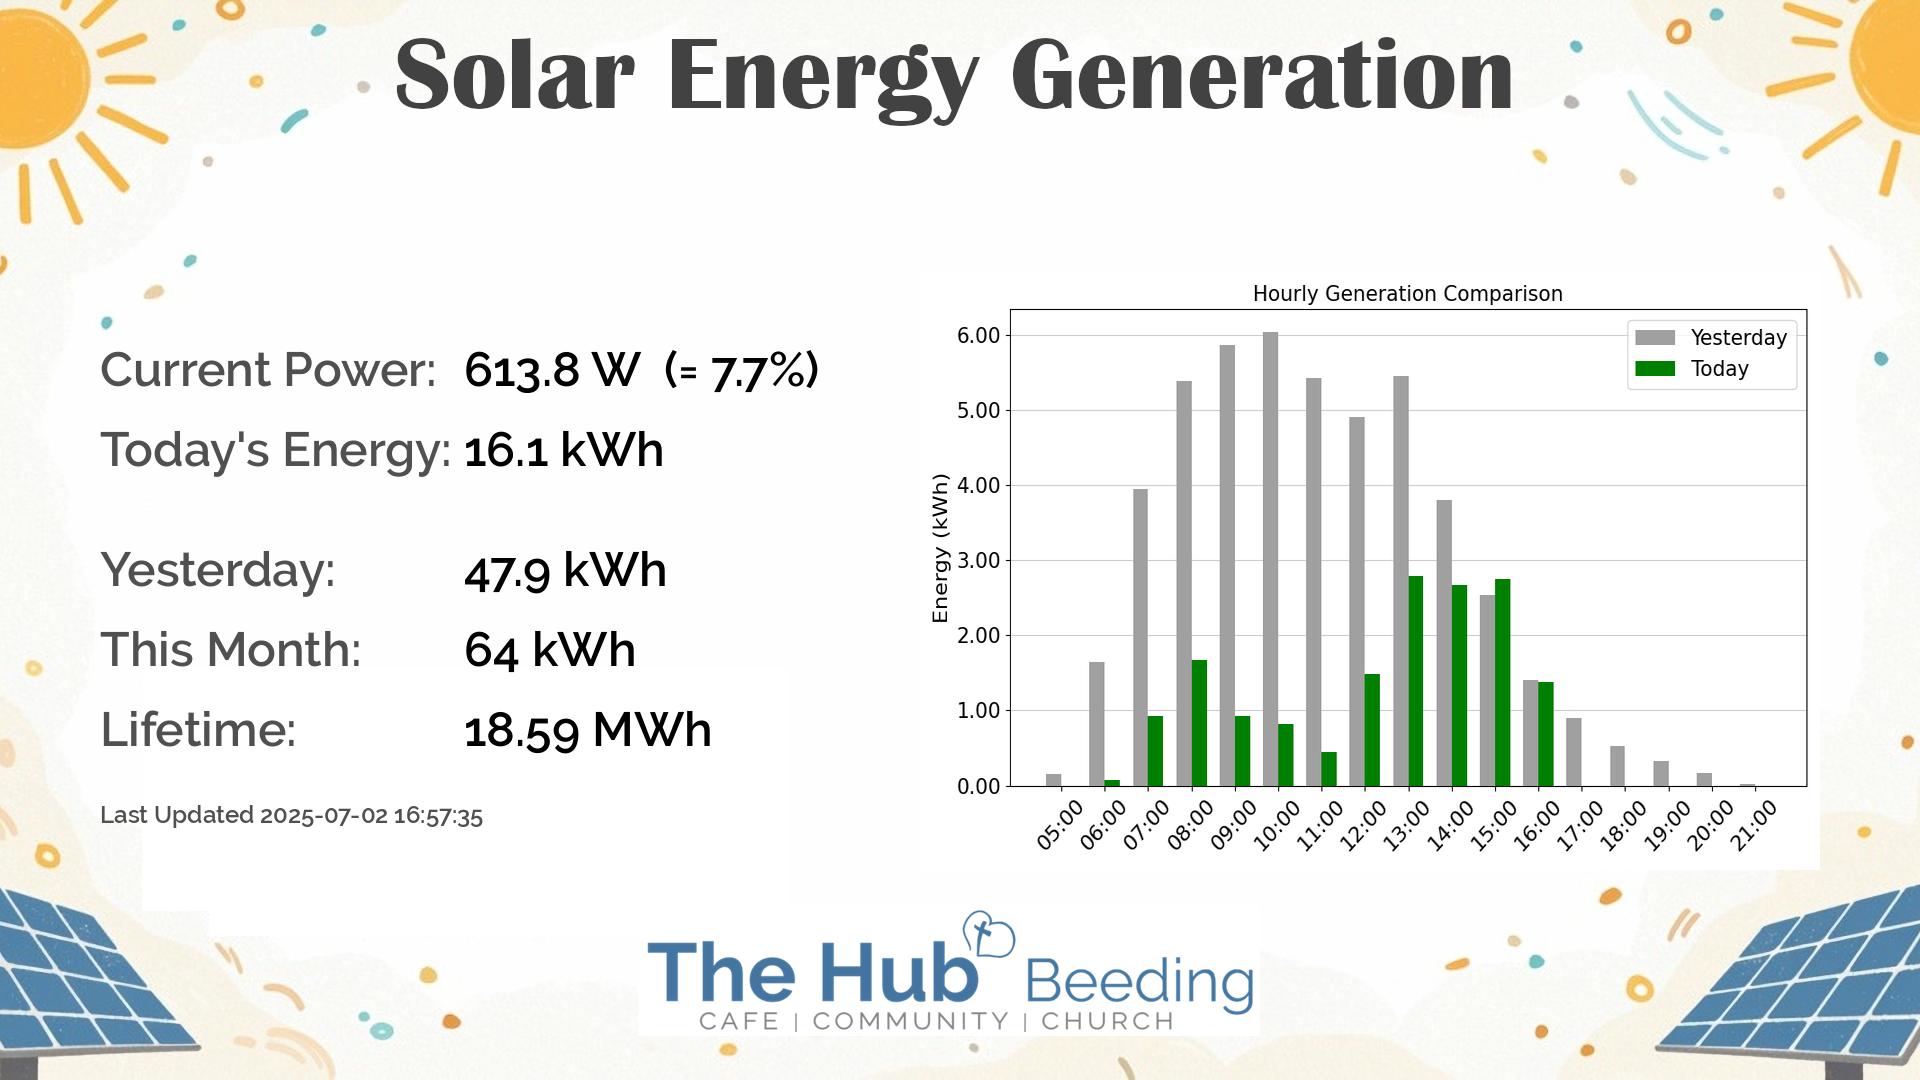 Solar Energy Generation
Current Power: 613.8 W (= 7.7%)
Today's Energy: 16.1 kWh
Yesterday: 47.9 kWh
This Month: 64 kWh
Lifetime: 18.59 MWh
Last Updated 2025-07-02 16:57:35
Hourly Generation Comparison
Yesterday
Today
Energy (kWh)
6.00
5.00
4.00
3.00
2.00
1.00
0.00
05:00 06:00 07:00 08:00 09:00 10:00 11:00 12:00 13:00 14:00 15:00 16:00 17:00 18:00 19:00 20:00 21:00
The Hub Beeding
CAFE | COMMUNITY | CHURCH